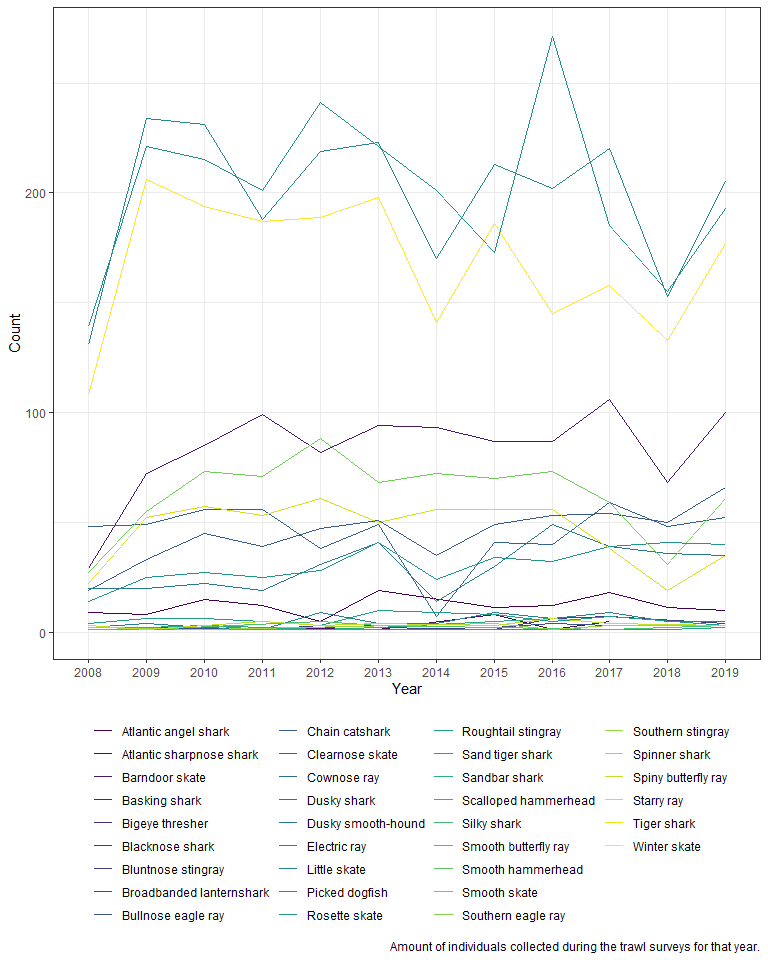 200
100
0
Count
2008 2009 2010 2011 2012 2013 2014 2015 2016 2017 2018 2019
Year
Atlantic angel shark Chain catshark Roughtail stingray Southern stingray
Atlantic sharpnose shark Clearnose skate Sand tiger shark Spinner shark
Barndoor skate Cownose ray Sandbar shark Spiny butterfly ray
Basking shark Dusky shark Scalloped hammerhead Starry ray
Bigeye thresher Dusky smooth-hound Silky shark Tiger shark
Blacknose shark Electric ray Smooth butterfly ray Winter skate
Bluntnose stingray Little skate Smooth hammerhead
Broadbanded lanternshark Picked dogfish Smooth skate
Bullnose eagle ray Rosette skate Southern eagle ray
Amount of individuals collected during the trawl surveys for that year.